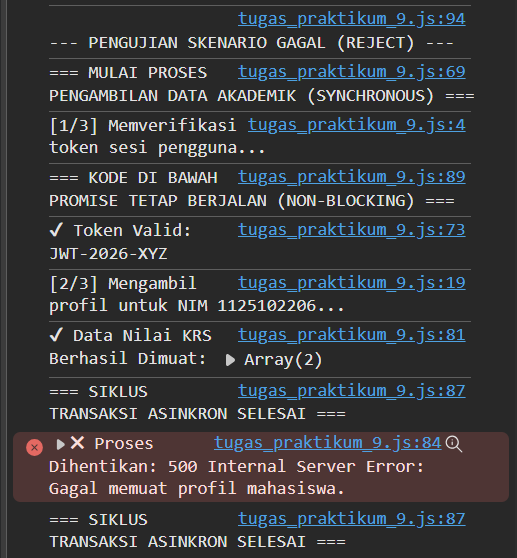 tugas_praktikum_9.js:94
--- PENGUJIAN SKENARIO GAGAL (REJECT) ---
=== MULAI PROSES tugas_praktikum_9.js:69
PENGAMBILAN DATA AKADEMIK (SYNCHRONOUS) ===
[1/3] Memverifikasi tugas_praktikum_9.js:4
token sesi pengguna...
=== KODE DI BAWAH tugas_praktikum_9.js:89
PROMISE TETAP BERJALAN (NON-BLOCKING) ===
✔ Token Valid: tugas_praktikum_9.js:73
JWT-2026-XYZ
[2/3] Mengambil tugas_praktikum_9.js:19
profil untuk NIM 1125102206...
✔ Data Nilai KRS tugas_praktikum_9.js:81
Berhasil Dimuat: ▶ Array(2)
=== SIKLUS tugas_praktikum_9.js:87
TRANSAKSI ASINKRON SELESAI ===
▶❌ Proses tugas_praktikum_9.js:84
Dihentikan: 500 Internal Server Error:
Gagal memuat profil mahasiswa.
=== SIKLUS tugas_praktikum_9.js:87
TRANSAKSI ASINKRON SELESAI ===